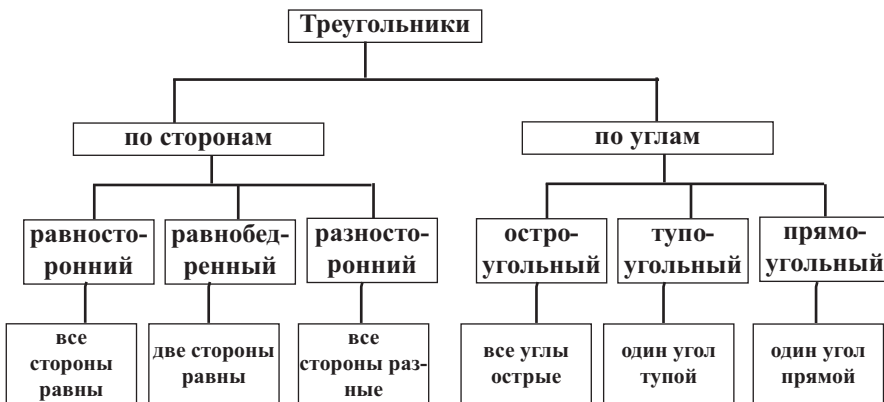 Треугольники
по сторонам
по углам
равносто-
ронний
равнобед-
ренный
разносто-
ронний
остро-
угольный
тупо-
угольный
прямо-
угольный
все
стороны
равны
две стороны
равны
все
стороны раз-
ные
все углы
острые
один угол
тупой
один угол
прямой